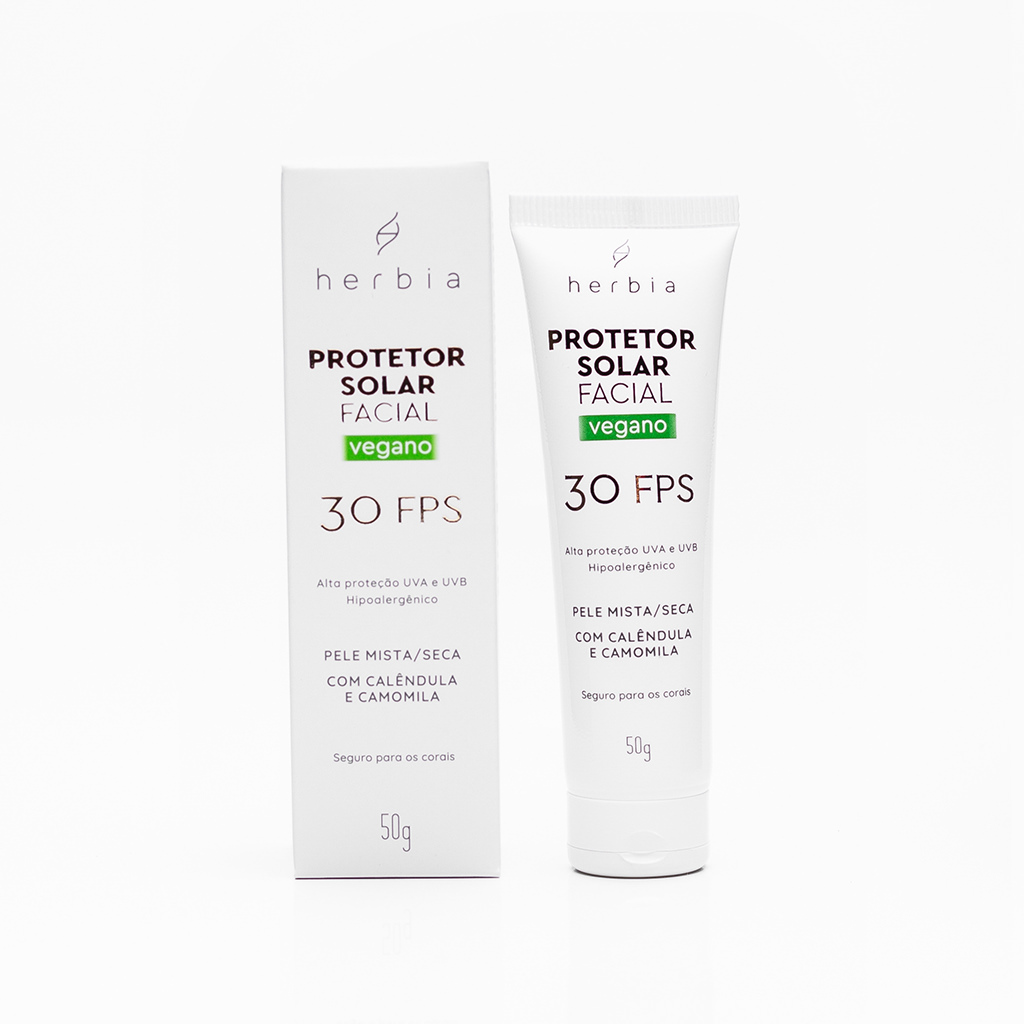 herbia
PROTETOR
SOLAR
FACIAL
vegano
30 FPS
Alta proteção UVA e UVB
Hipoalergênico
PELE MISTA/SECA
COM CALÊNDULA
E CAMOMILA
Seguro para os corais
50g
herbia
PROTETOR
SOLAR
FACIAL
vegano
30 FPS
Alta proteção UVA e UVB
Hipoalergênico
PELE MISTA/SECA
COM CALÊNDULA
E CAMOMILA
Seguro para os corais
50g